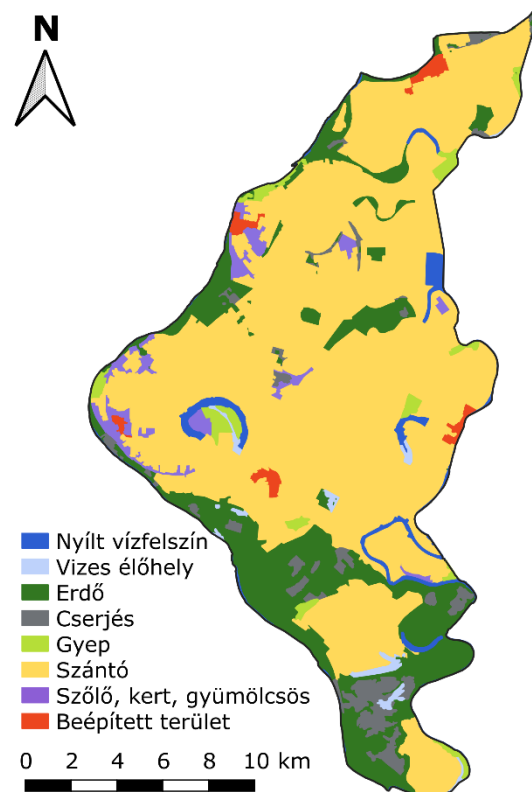 N
Nyílt vízfelszín
Vizes élőhely
Erdő
Cserjés
Gyep
Szántó
Szőlő, kert, gyümölcsös
Beépített terület
0 2 4 6 8 10 km